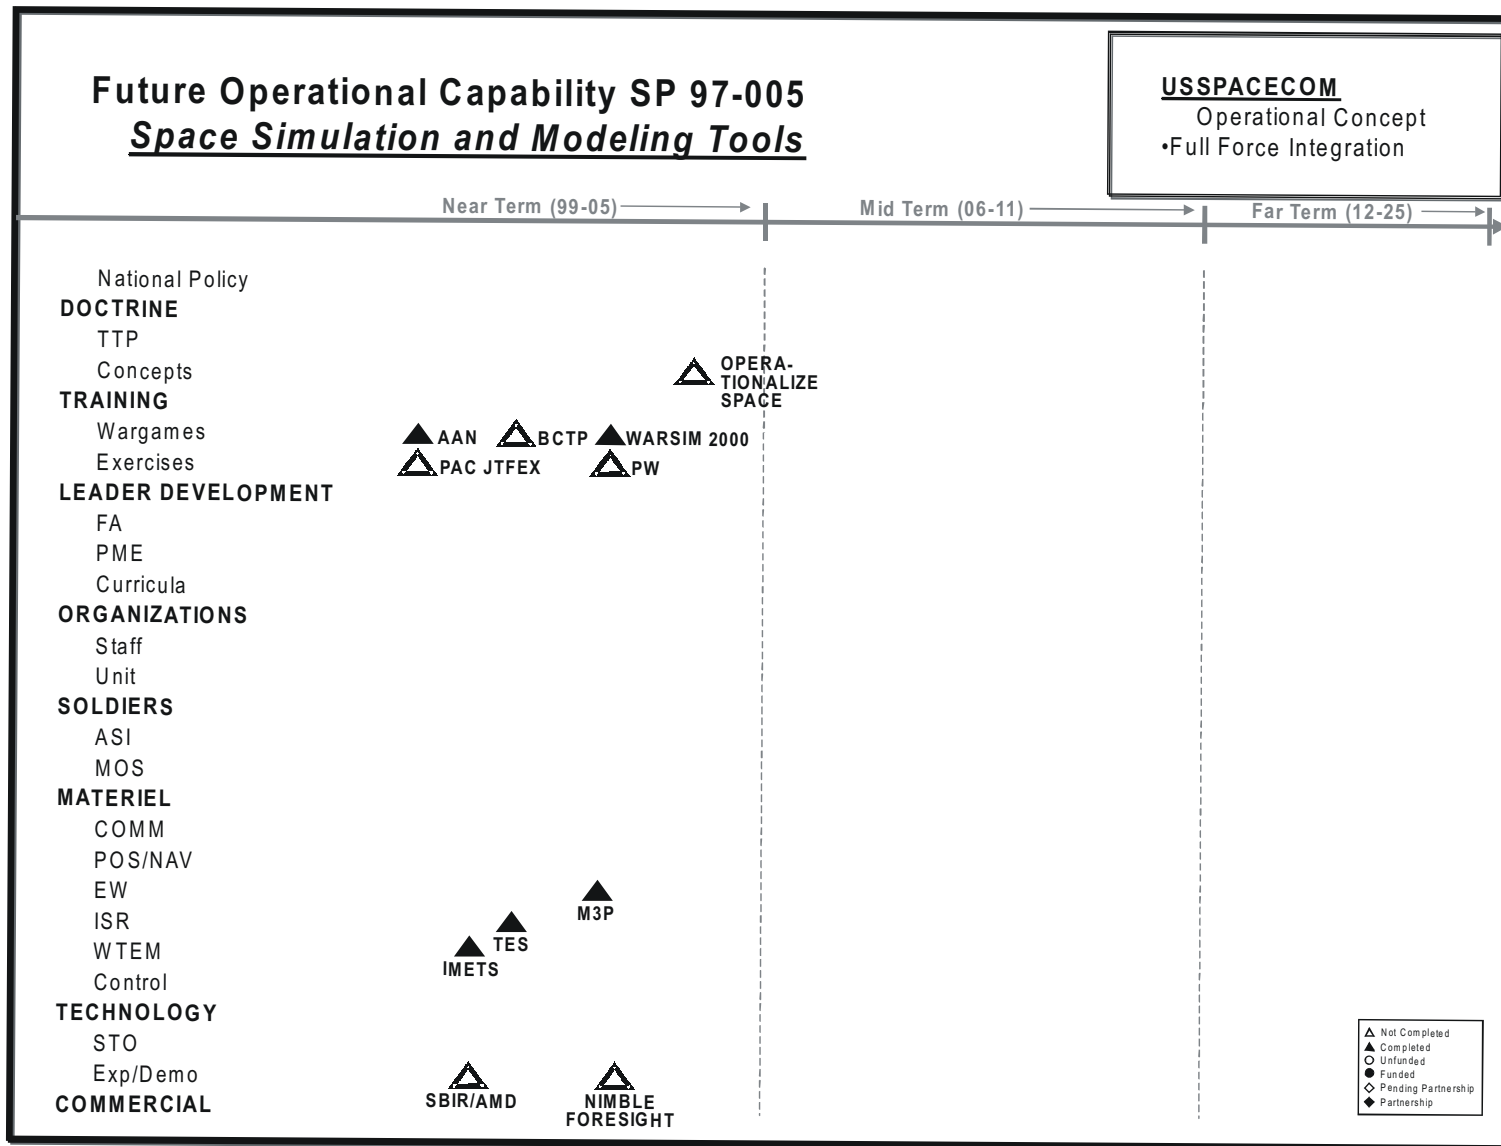 Future Operational Capability SP 97-005
Space Simulation and Modeling Tools
USSPACECOM
Operational Concept
•Full Force Integration
Near Term (99-05)
Mid Term (06-11)
Far Term (12-25)
National Policy
DOCTRINE
TTP
Concepts
OPERA-
TIONALIZE
SPACE
TRAINING
Wargames
AAN
BCTP
WARSIM 2000
Exercises
PAC JTFEX
PW
LEADER DEVELOPMENT
FA
PME
Curricula
ORGANIZATIONS
Staff
Unit
SOLDIERS
ASI
MOS
MATERIEL
COMM
POS/NAV
EW
M3P
ISR
TES
WTEM
IMETS
Control
TECHNOLOGY
STO
Exp/Demo
SBIR/AMD
NIMBLE
FORESIGHT
COMMERCIAL
Not Completed
Completed
Unfunded
Funded
Pending Partnership
Partnership